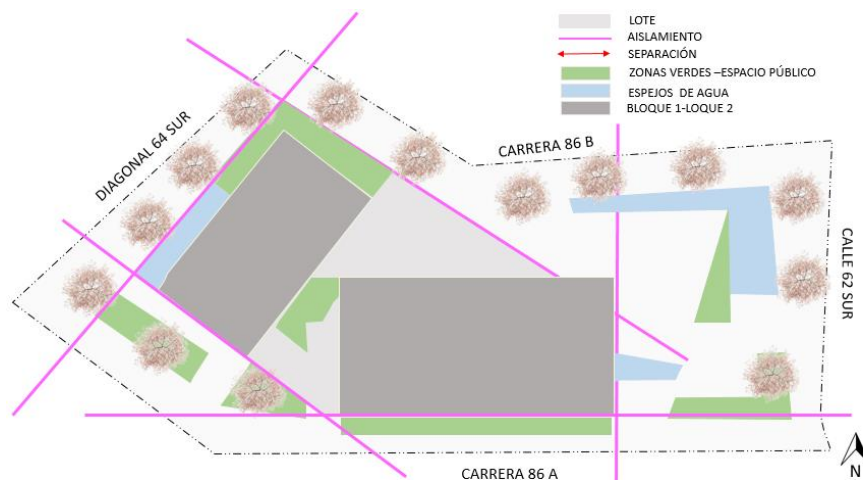 LOTE
AISLAMIENTO
SEPARACIÓN
ZONAS VERDES –ESPACIO PÚBLICO
ESPEJOS DE AGUA
BLOQUE 1-LOQUE 2
DIAGONAL 64 SUR
CARRERA 86 B
CALLE 62 SUR
CARRERA 86 A
N